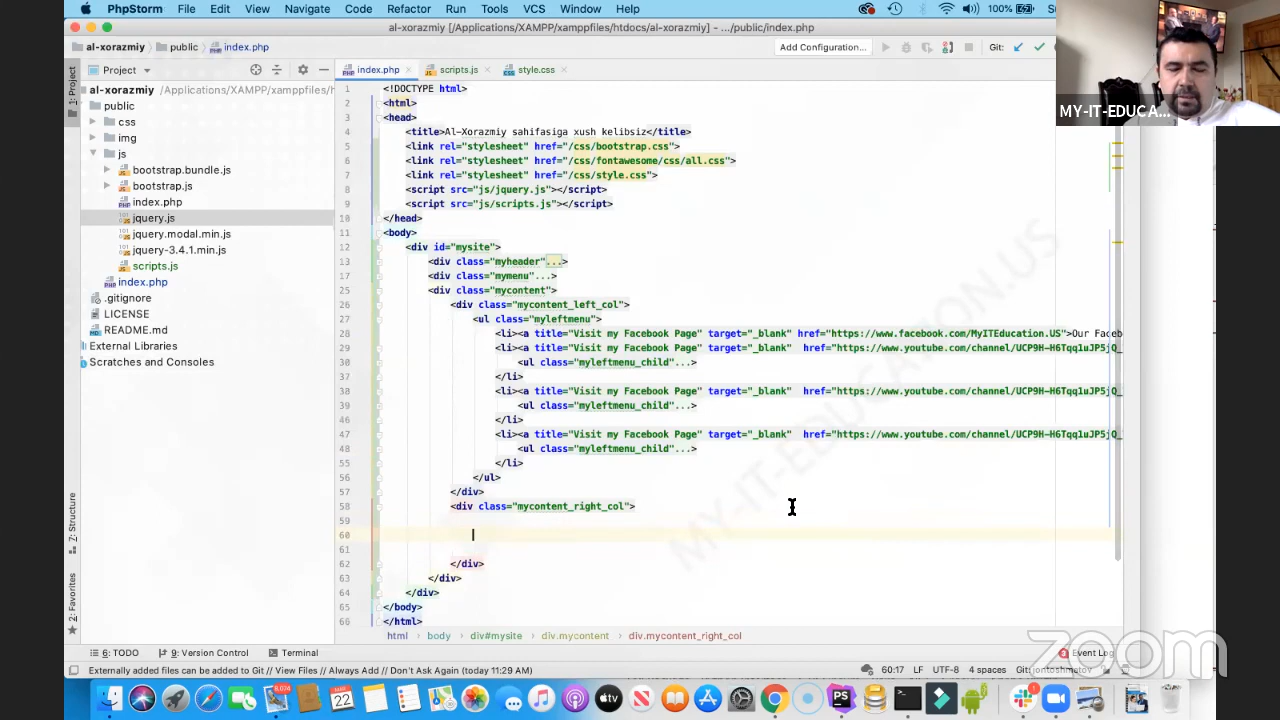 PhpStorm File Edit View Navigate Code Refactor Run Tools VCS Window Help 100%
al-xorazmiy [/Applications/XAMPP/xamppfiles/htdocs/al-xorazmiy] - .../public/index.php
al-xorazmiy public index.php Add Configuration... Git:
MY-IT-EDUCA...
1: Project
Project
index.php scripts.js style.css
al-xorazmiy /Applications/XAMPP/xamppfiles/h
public
css
img
js
bootstrap.bundle.js
bootstrap.js
index.php
jquery.js
jquery.modal.min.js
jquery-3.4.1.min.js
scripts.js
index.php
.gitignore
LICENSE
README.md
External Libraries
Scratches and Consoles
7: Structure
2: Favorites
1 <!DOCTYPE html>
2 <html>
3 <head>
4 <title>Al-Xorazmiy sahifasiga xush kelibsiz</title>
5 <link rel="stylesheet" href="/css/bootstrap.css">
6 <link rel="stylesheet" href="/css/fontawesome/css/all.css">
7 <link rel="stylesheet" href="/css/style.css">
8 <script src="js/jquery.js"></script>
9 <script src="js/scripts.js"></script>
10 </head>
11 <body>
12 <div id="mysite">
13 <div class="myheader"...>
17 <div class="mymenu"...>
25 <div class="mycontent">
26 <div class="mycontent_left_col">
27 <ul class="myleftmenu">
28 <li><a title="Visit my Facebook Page" target="_blank" href="https://www.facebook.com/MyITEducation.US">Our Faceb
29 <li><a title="Visit my Facebook Page" target="_blank" href="https://www.youtube.com/channel/UCP9H-H6Tqq1uJP5jQ_
30 <ul class="myleftmenu_child"...>
37 </li>
38 <li><a title="Visit my Facebook Page" target="_blank" href="https://www.youtube.com/channel/UCP9H-H6Tqq1uJP5jQ_
39 <ul class="myleftmenu_child"...>
46 </li>
47 <li><a title="Visit my Facebook Page" target="_blank" href="https://www.youtube.com/channel/UCP9H-H6Tqq1uJP5jQ_
48 <ul class="myleftmenu_child"...>
55 </li>
56 </ul>
57 </div>
58 <div class="mycontent_right_col">
59
60
61
62 </div>
63 </div>
64 </div>
65 </body>
66 </html>
MY-IT-EDUCATION.US
html body div#mysite div.mycontent div.mycontent_right_col
6: TODO 9: Version Control Terminal Event Log
Externally added files can be added to Git // View Files // Always Add // Don't Ask Again (today 11:29 AM) 60:17 LF UTF-8 4 spaces
zoom